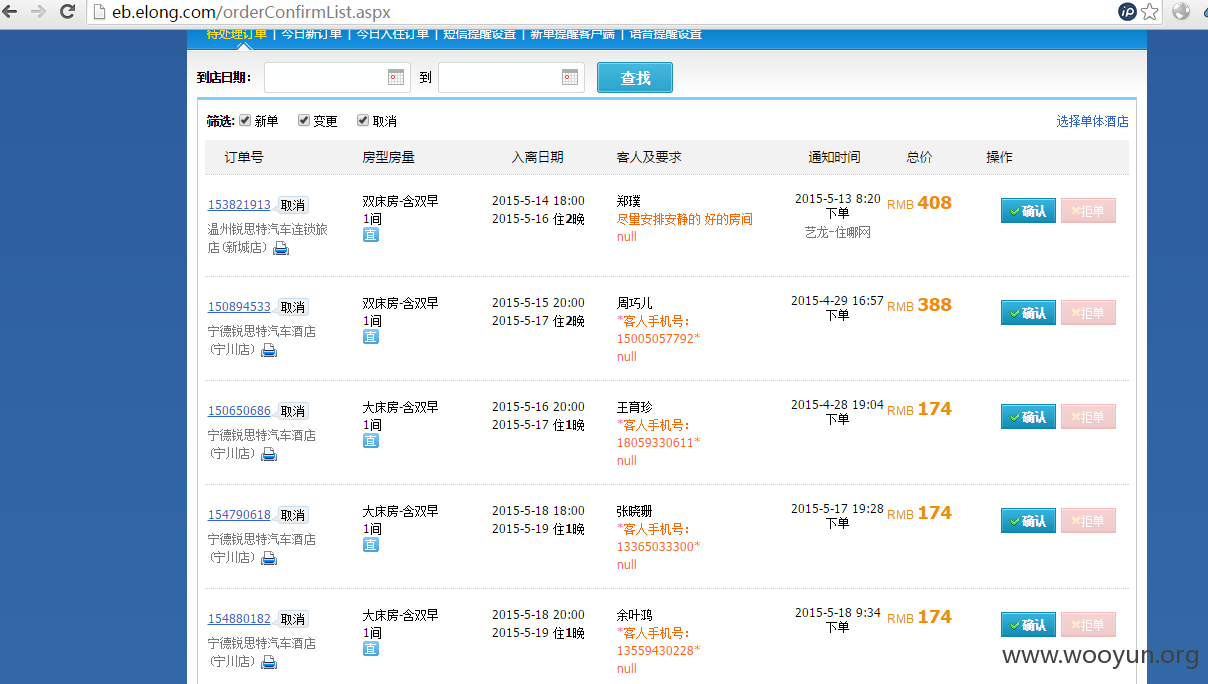 eb.elong.com/orderConfirmList.aspx
待处理订单 | 今日新订单 | 今日入住订单 | 短信提醒设置 | 新单提醒客户端 | 语音提醒设置
到店日期： 到 查找
筛选: 新单 变更 取消 选择单体酒店
订单号 房型房量 入离日期 客人及要求 通知时间 总价 操作
153821913 取消 双床房-含双早 2015-5-14 18:00 郑璞 2015-5-13 8:20 RMB 408 确认 拒单
1间 2015-5-16 住2晚 尽量安排安静的 好的房间 下单
温州锐思特汽车连锁旅 直 null 艺龙-住哪网
店(新城店)
150894533 取消 双床房-含双早 2015-5-15 20:00 周巧儿 2015-4-29 16:57 RMB 388 确认 拒单
1间 2015-5-17 住2晚 *客人手机号： 下单
宁德锐思特汽车酒店 直 15005057792*
(宁川店) null
150650686 取消 大床房-含双早 2015-5-16 20:00 王育珍 2015-4-28 19:04 RMB 174 确认 拒单
1间 2015-5-17 住1晚 *客人手机号： 下单
宁德锐思特汽车酒店 直 18059330611*
(宁川店) null
154790618 取消 大床房-含双早 2015-5-18 18:00 张晓珊 2015-5-17 19:28 RMB 174 确认 拒单
1间 2015-5-19 住1晚 *客人手机号： 下单
宁德锐思特汽车酒店 直 13365033300*
(宁川店) null
154880182 取消 大床房-含双早 2015-5-18 20:00 余叶鸿 2015-5-18 9:34 RMB 174 确认 拒单
1间 2015-5-19 住1晚 *客人手机号： 下单
宁德锐思特汽车酒店 直 13559430228*
(宁川店) null
www.wooyun.org